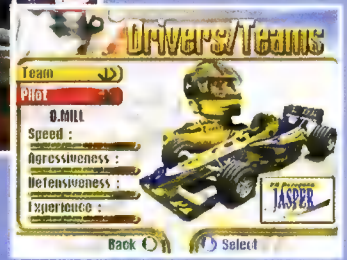 Drivers/Teams
Team
Pilot
O.MILL
Speed :
Agressiveness :
Defensiveness :
Experience :
JASPER
Back
Select